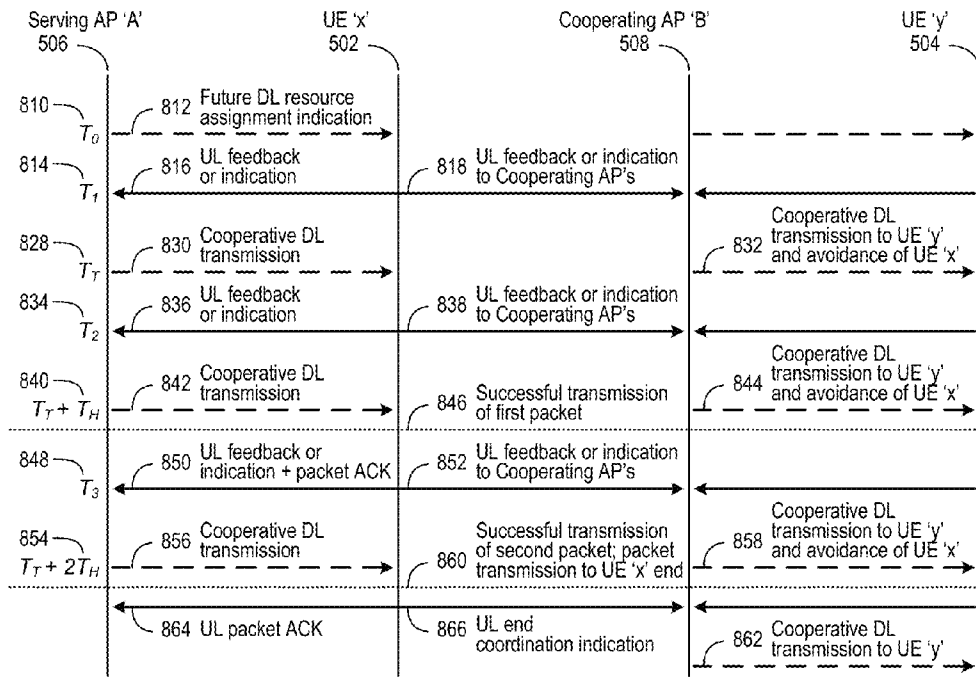 Serving AP 'A'
506
UE 'x'
502
Cooperating AP 'B'
508
UE 'y'
504
810
T0
812 Future DL resource
assignment indication
814
T1
816 UL feedback
or indication
818 UL feedback or indication
to Cooperating AP's
828
TT
830 Cooperative DL
transmission
Cooperative DL
832 transmission to UE 'y'
and avoidance of UE 'x'
834
T2
836 UL feedback
or indication
838 UL feedback or indication
to Cooperating AP's
840
TT + TH
842 Cooperative DL
transmission
846 Successful transmission
of first packet
Cooperative DL
844 transmission to UE 'y'
and avoidance of UE 'x'
848
T3
850 UL feedback or
indication + packet ACK
852 UL feedback or indication
to Cooperating AP's
854
TT + 2TH
856 Cooperative DL
transmission
Successful transmission
860 of second packet; packet
transmission to UE 'x' end
Cooperative DL
858 transmission to UE 'y'
and avoidance of UE 'x'
864 UL packet ACK
866 UL end
coordination indication
862 Cooperative DL
transmission to UE 'y'